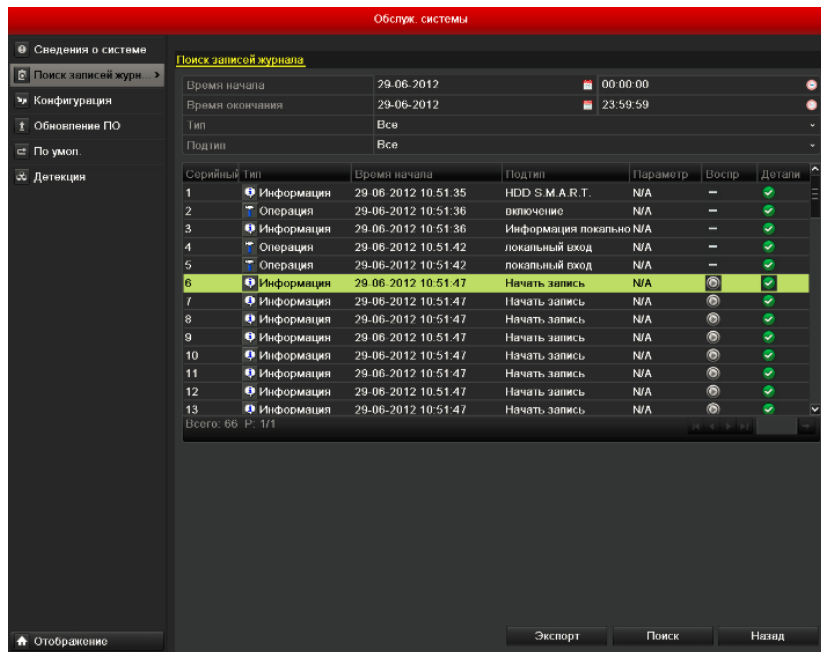 Обслуж. системы
Сведения о системе
Поиск записей журн... >
Конфигурация
Обновление ПО
По умол.
Детекция
Поиск записей журнала
Время начала 29-06-2012 00:00:00
Время окончания 29-06-2012 23:59:59
Тип Все
Подтип Все
Серийный Тип Время начала Подтип Параметр Воспр Детали
1 Информация 29-06-2012 10:51:35 HDD S.M.A.R.T. N/A —
2 Операция 29-06-2012 10:51:36 включение N/A —
3 Информация 29-06-2012 10:51:36 Информация локально N/A —
4 Операция 29-06-2012 10:51:42 локальный вход N/A —
5 Операция 29-06-2012 10:51:42 локальный вход N/A —
6 Информация 29-06-2012 10:51:47 Начать запись N/A
7 Информация 29-06-2012 10:51:47 Начать запись N/A
8 Информация 29-06-2012 10:51:47 Начать запись N/A
9 Информация 29-06-2012 10:51:47 Начать запись N/A
10 Информация 29-06-2012 10:51:47 Начать запись N/A
11 Информация 29-06-2012 10:51:47 Начать запись N/A
12 Информация 29-06-2012 10:51:47 Начать запись N/A
13 Информация 29-06-2012 10:51:47 Начать запись N/A
Всего: 66 P: 1/1
Отображение
Экспорт Поиск Назад